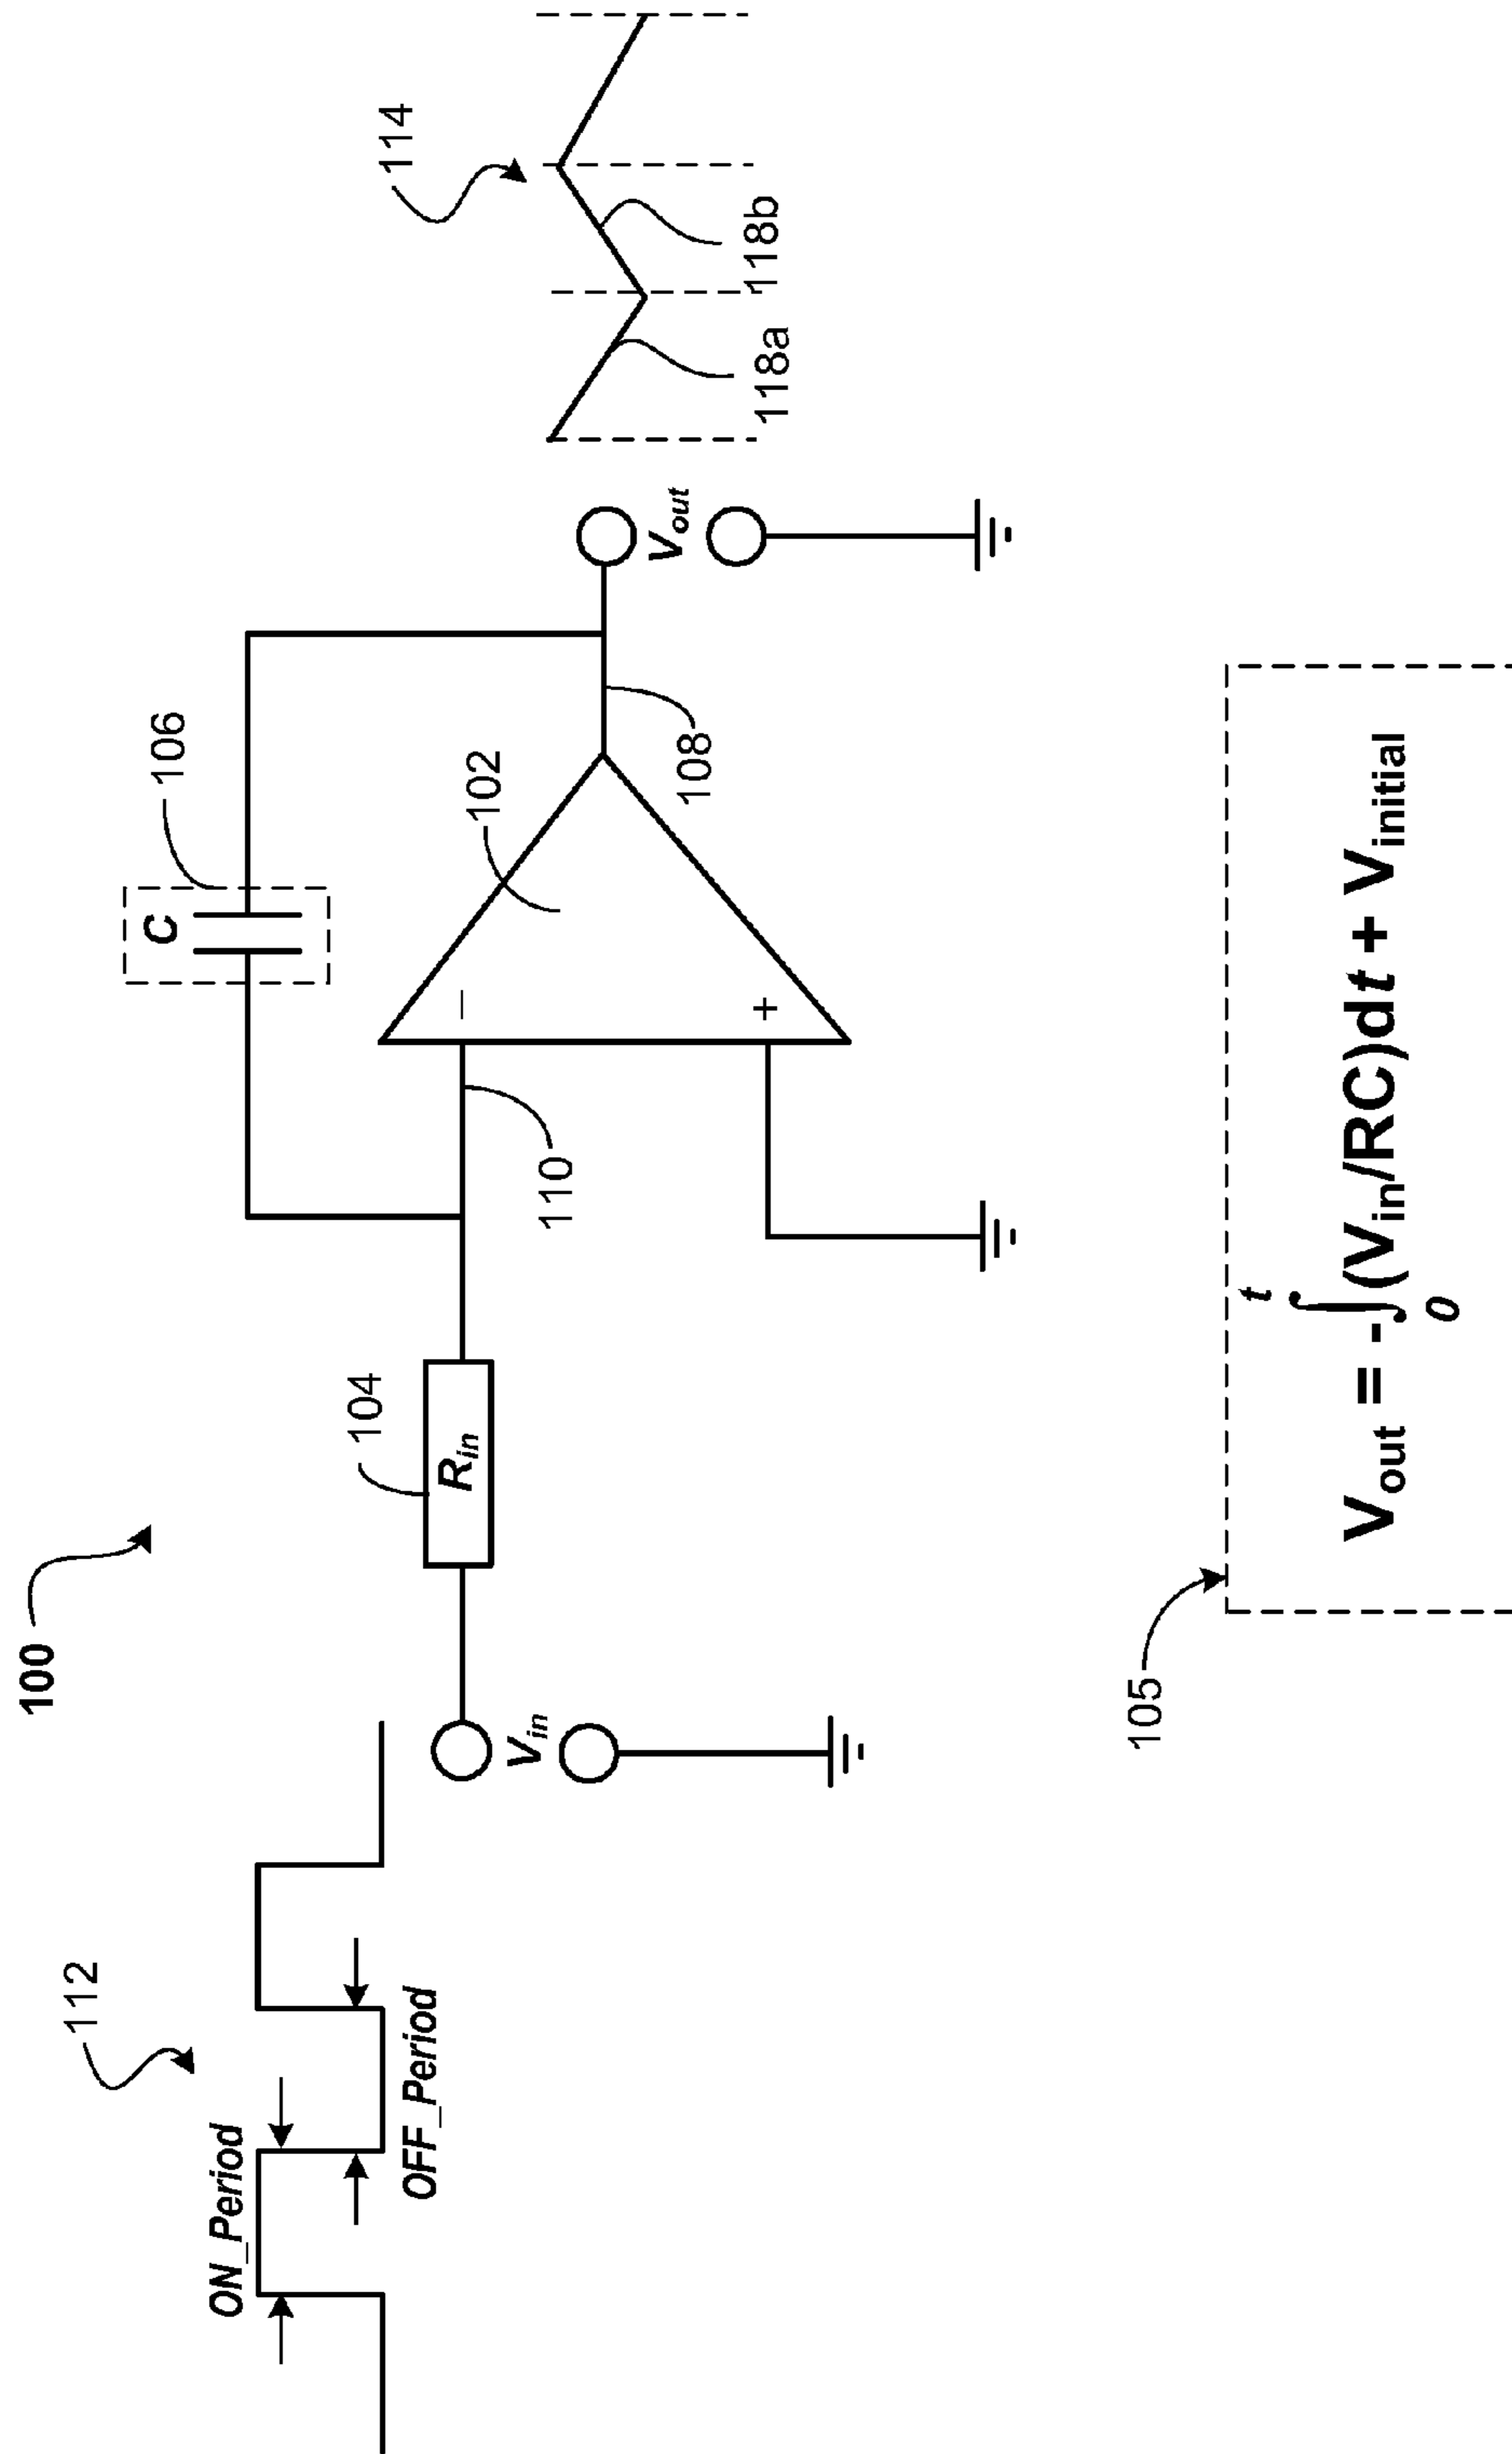 100
112
ON_Period
OFF_Period
V_in
104
R_in
106
C
110
102
−
+
108
V_out
114
118a
118b
105
V_out = - ∫_0^t (V_in/RC)dt + V_initial